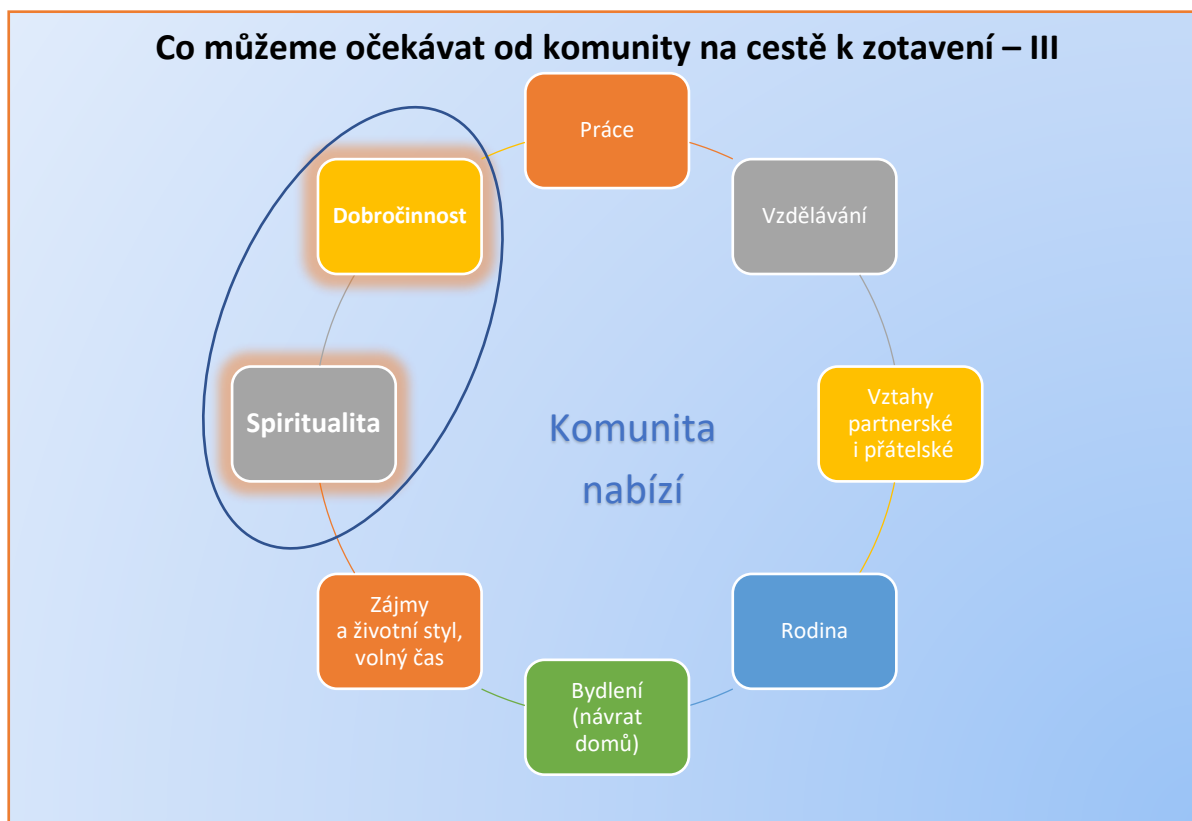 Co můžeme očekávat od komunity na cestě k zotavení – III
Práce
Dobročinnost
Vzdělávání
Spiritualita
Komunita
nabízí
Vztahy
partnerské
i přátelské
Zájmy
a životní styl,
volný čas
Rodina
Bydlení
(návrat
domů)